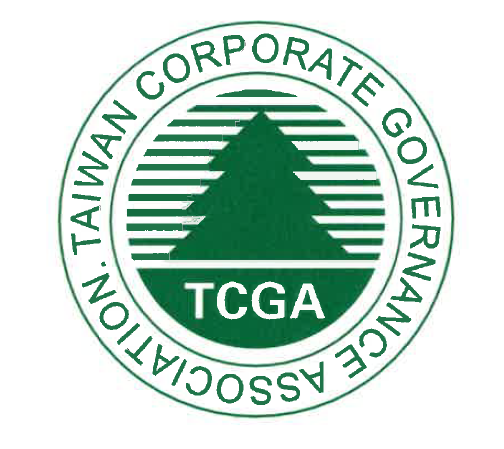 TAIWAN CORPORATE GOVERNANCE ASSOCIATION.
TCGA